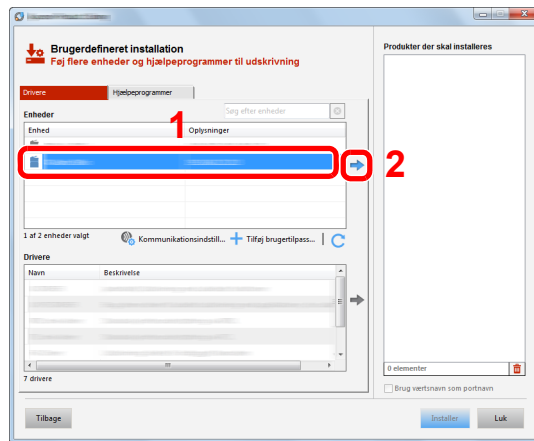 Brugerdefineret installation
Føj flere enheder og hjælpeprogrammer til udskrivning
Produkter der skal installeres
Drivere
Hjælpeprogrammer
Enheder
Søg efter enheder
Enhed
Oplysninger
1
2
1 af 2 enheder valgt
Kommunikationsindstill...
Tilføj brugertilpass...
Drivere
Navn
Beskrivelse
7 drivere
0 elementer
Brug værtsnavn som portnavn
Tilbage
Installer
Luk